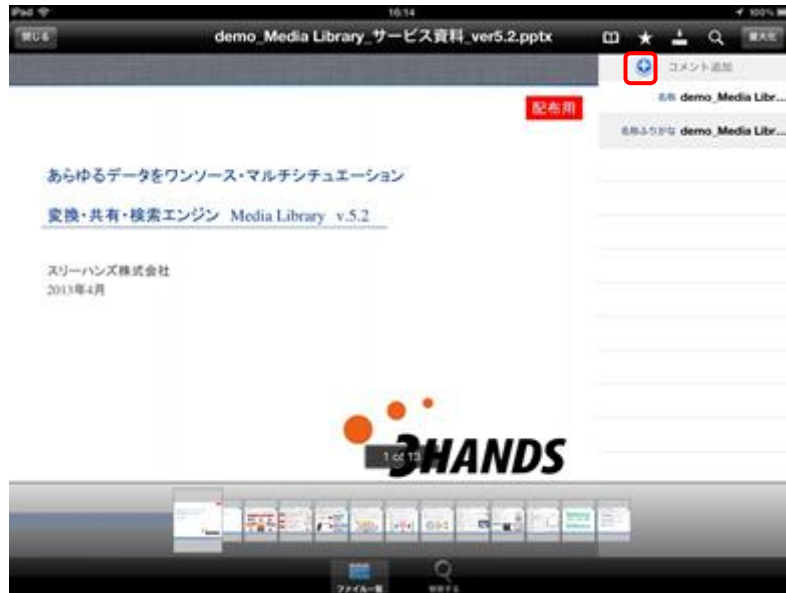 iPad 16:14 100%
閉じる demo_Media Library_サービス資料_ver5.2.pptx 最大化
コメント追加
名称 demo_Media Libr...
名称ふりがな demo_Media Libr...
配布用
あらゆるデータをワンソース・マルチシチュエーション
変換・共有・検索エンジン Media Library v.5.2
スリーハンズ株式会社
2013年4月
3HANDS
1 of 13
ファイル一覧 検索する